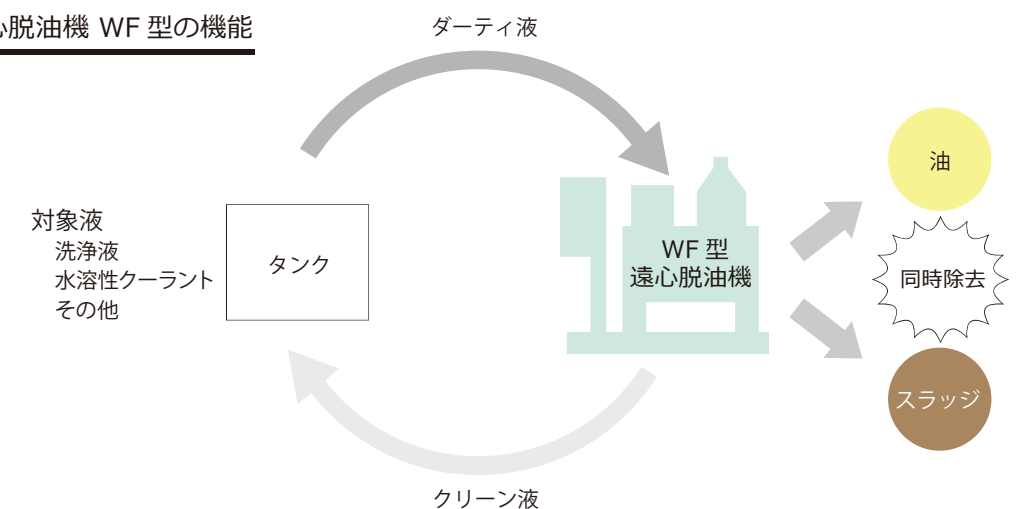 心脱油機 WF 型の機能
ダーティ液
対象液
洗浄液
水溶性クーラント
その他
タンク
WF 型
遠心脱油機
油
同時除去
スラッジ
クリーン液